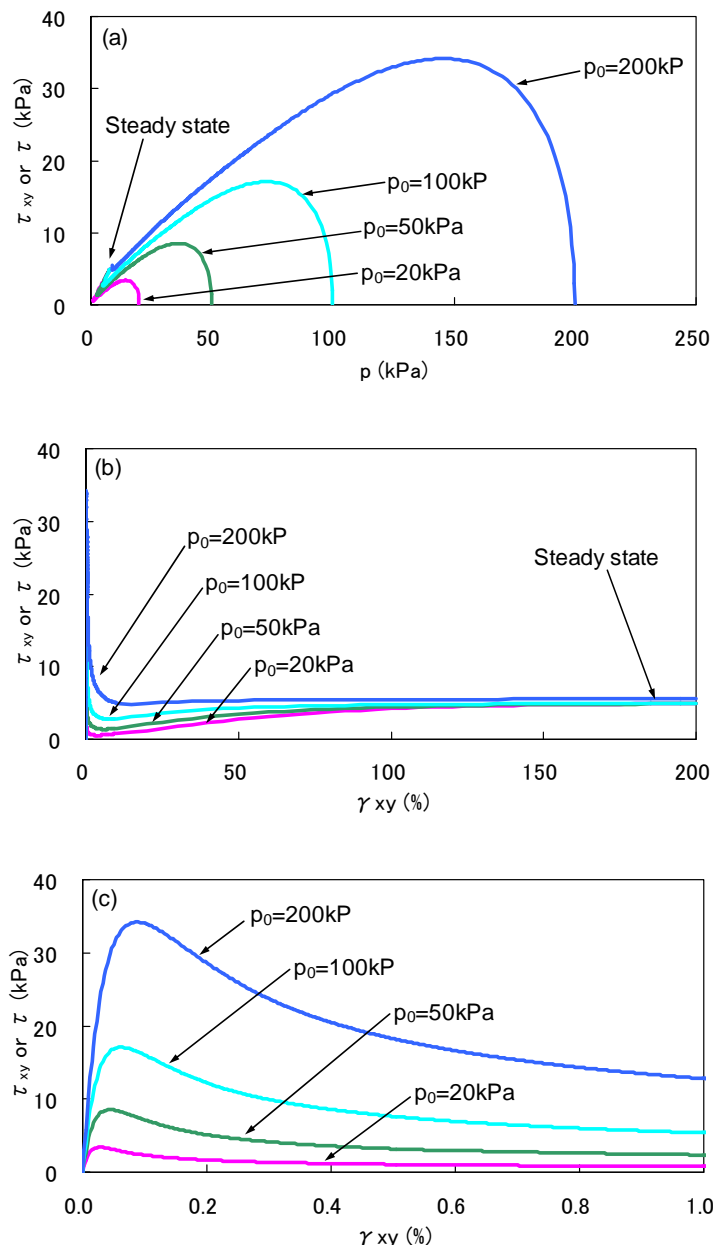 (a)
40
30
20
10
0
τ xy or τ (kPa)
Steady state
p₀=200kP
p₀=100kP
p₀=50kPa
p₀=20kPa
0 50 100 150 200 250
p (kPa)
(b)
40
30
20
10
0
τ xy or τ (kPa)
p₀=200kP
p₀=100kP
p₀=50kPa
p₀=20kPa
Steady state
0 50 100 150 200
γ xy (%)
(c)
40
30
20
10
0
τ xy or τ (kPa)
p₀=200kP
p₀=100kP
p₀=50kPa
p₀=20kPa
0.0 0.2 0.4 0.6 0.8 1.0
γ xy (%)